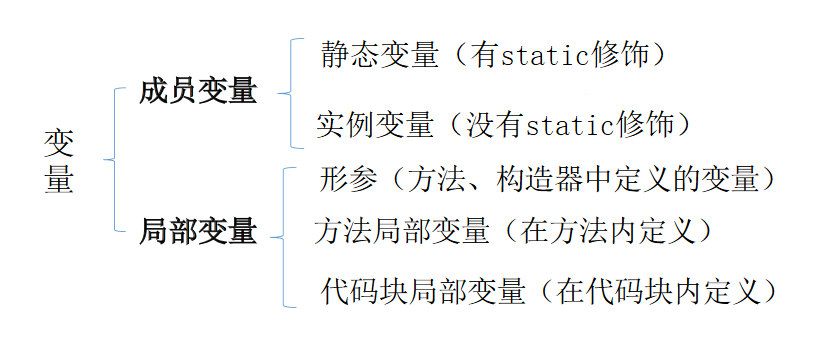 变量
成员变量
静态变量（有static修饰）
实例变量（没有static修饰）
局部变量
形参（方法、构造器中定义的变量）
方法局部变量（在方法内定义）
代码块局部变量（在代码块内定义）